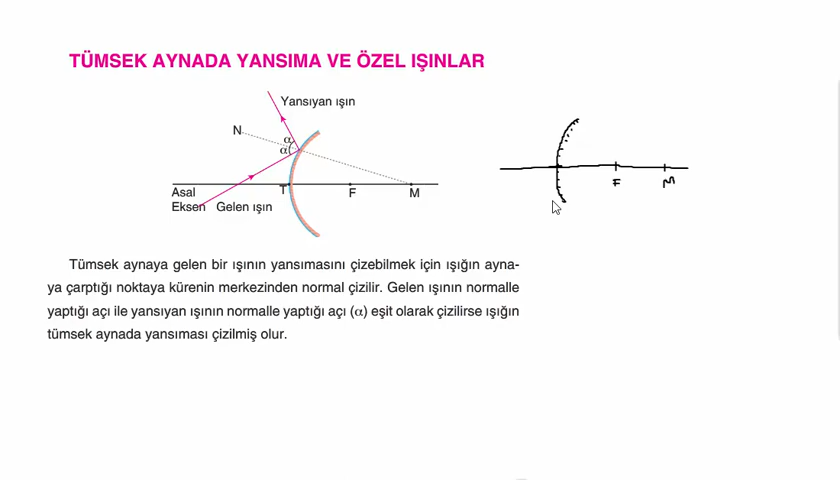 TÜMSEK AYNADA YANSIMA VE ÖZEL IŞINLAR
Yansıyan ışın
N
α
α
Asal
Eksen
Gelen ışın
T
F
M
F
M
Tümsek aynaya gelen bir ışının yansımasını çizebilmek için ışığın ayna-
ya çarptığı noktaya kürenin merkezinden normal çizilir. Gelen ışının normalle
yaptığı açı ile yansıyan ışının normalle yaptığı açı (α) eşit olarak çizilirse ışığın
tümsek aynada yansıması çizilmiş olur.